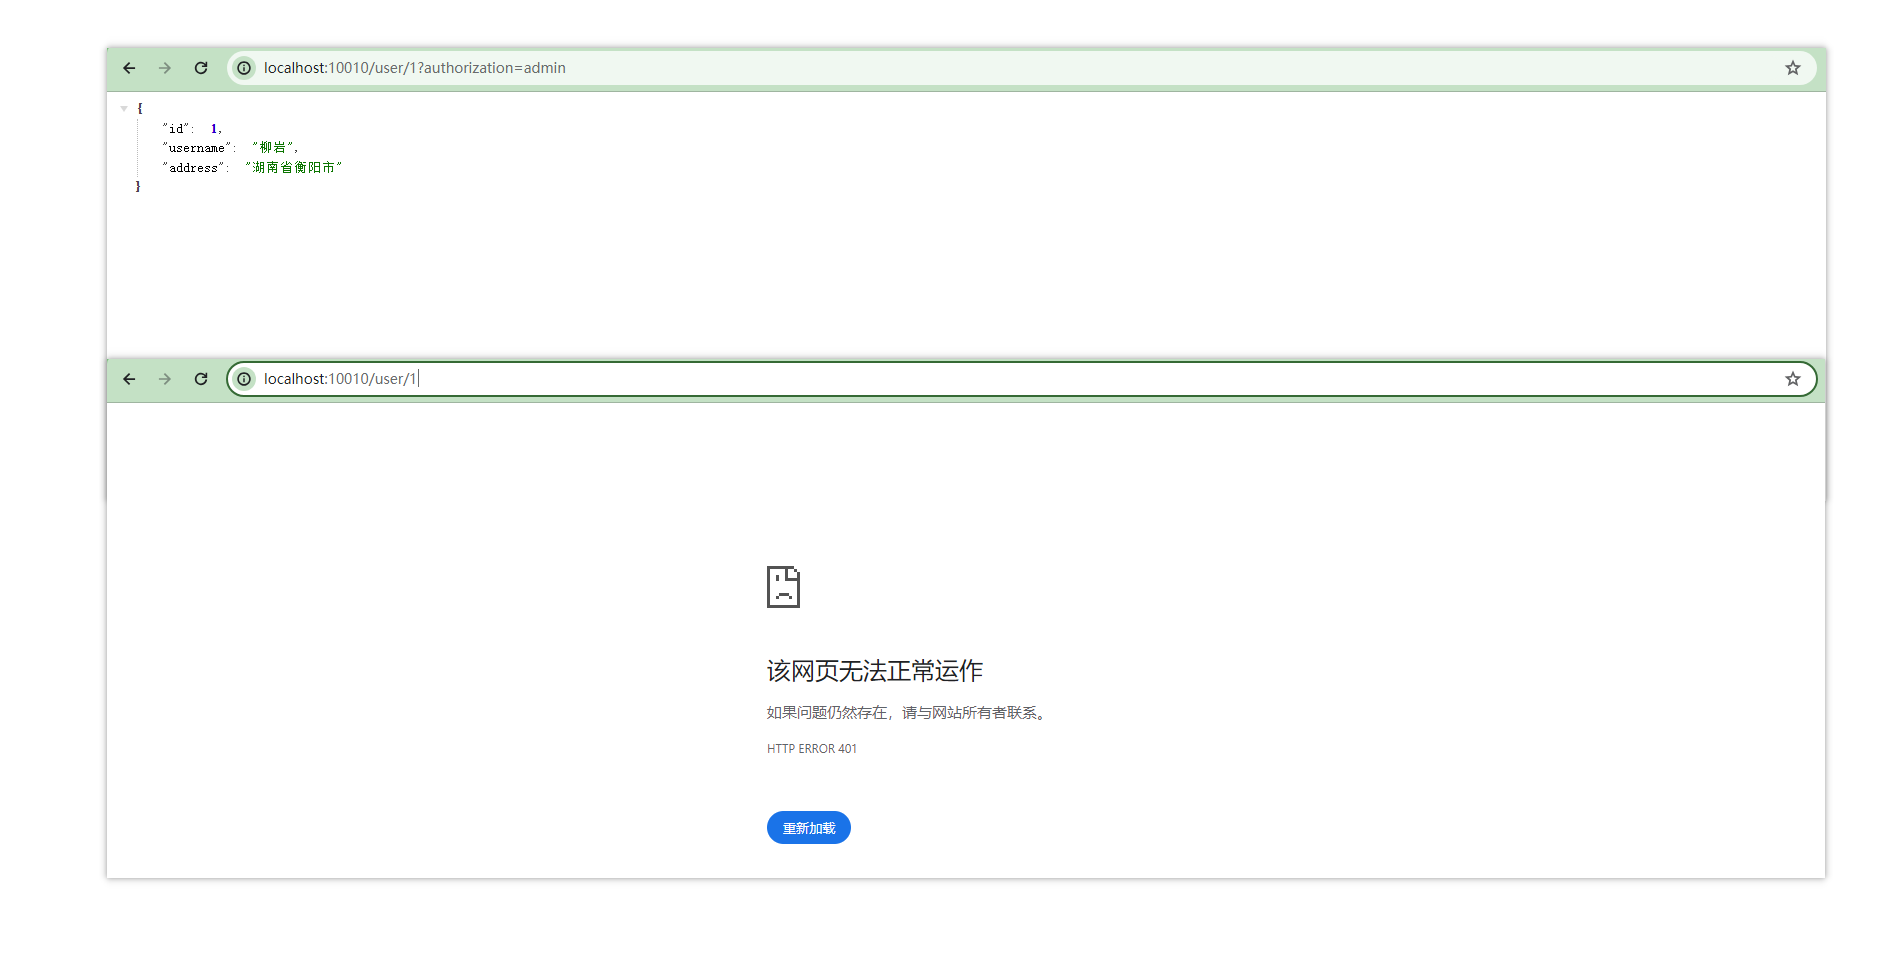 localhost:10010/user/1?authorization=admin
{
"id": 1,
"username": "柳岩",
"address": "湖南省衡阳市"
}
localhost:10010/user/1
该网页无法正常运作
如果问题仍然存在，请与网站所有者联系。
HTTP ERROR 401
重新加载